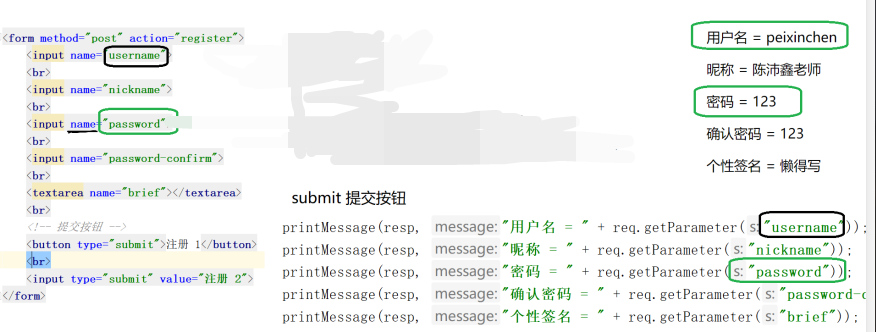 <form method="post" action="register">
<input name="username">
<br>
<input name="nickname">
<br>
<input name="password"
<br>
<input name="password-confirm">
<br>
<textarea name="brief"></textarea>
<br>
<!-- 提交按钮 -->
<button type="submit">注册 1</button>
<br>
<input type="submit" value="注册 2">
</form>
用户名 = peixinchen
昵称 = 陈沛鑫老师
密码 = 123
确认密码 = 123
个性签名 = 懒得写
submit 提交按钮
printMessage(resp, message: "用户名 = " + req.getParameter( s: "username"));
printMessage(resp, message: "昵称 = " + req.getParameter( s: "nickname"));
printMessage(resp, message: "密码 = " + req.getParameter( s: "password"));
printMessage(resp, message: "确认密码 = " + req.getParameter( s: "password-c
printMessage(resp, message: "个性签名 = " + req.getParameter( s: "brief"));